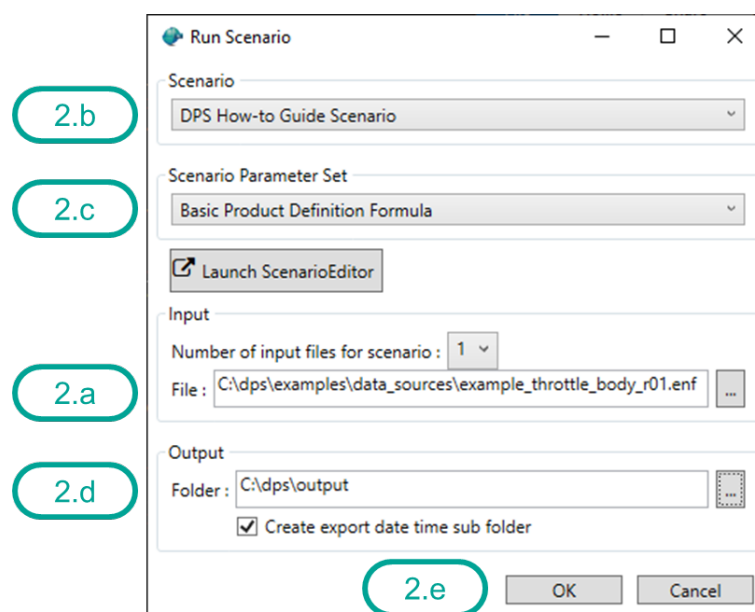 Run Scenario
Scenario
2.b
DPS How-to Guide Scenario
Scenario Parameter Set
2.c
Basic Product Definition Formula
Launch ScenarioEditor
Input
Number of input files for scenario : 1
2.a
File : C:\dps\examples\data_sources\example_throttle_body_r01.enf ...
Output
2.d
Folder : C:\dps\output ...
Create export date time sub folder
2.e OK Cancel